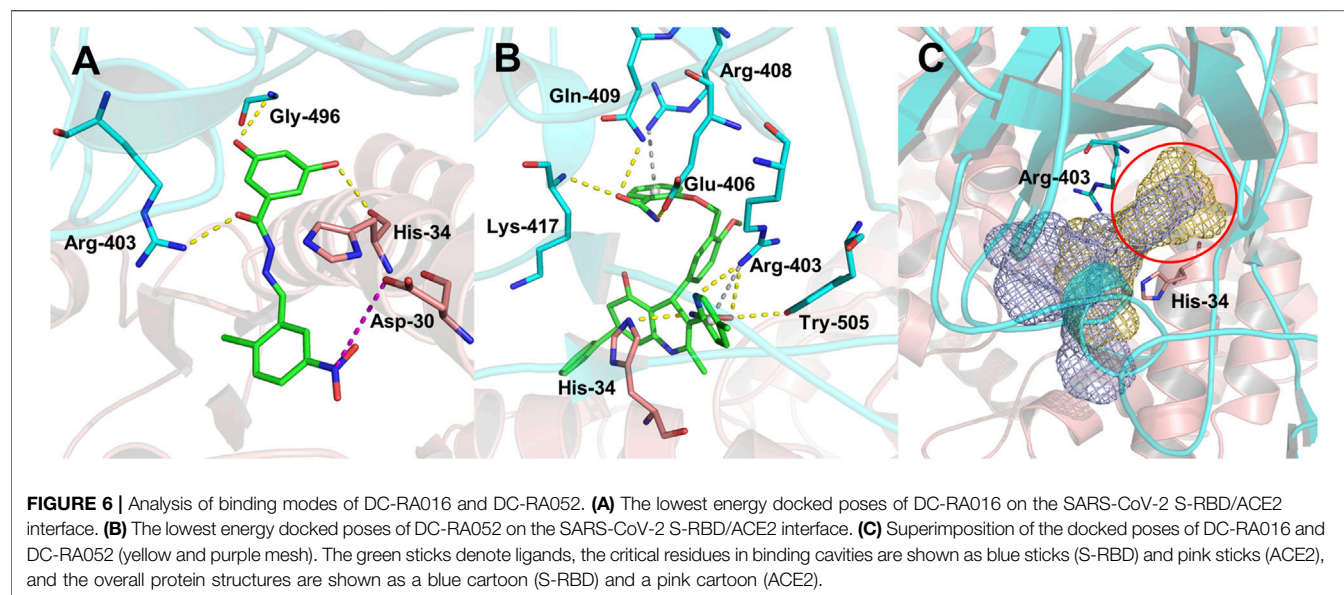 A
Gly-496
Arg-403
His-34
Asp-30
B
Arg-408
Gln-409
Glu-406
Lys-417
Arg-403
Try-505
His-34
C
Arg-403
His-34
FIGURE 6 | Analysis of binding modes of DC-RA016 and DC-RA052. (A) The lowest energy docked poses of DC-RA016 on the SARS-CoV-2 S-RBD/ACE2
interface. (B) The lowest energy docked poses of DC-RA052 on the SARS-CoV-2 S-RBD/ACE2 interface. (C) Superimposition of the docked poses of DC-RA016 and
DC-RA052 (yellow and purple mesh). The green sticks denote ligands, the critical residues in binding cavities are shown as blue sticks (S-RBD) and pink sticks (ACE2),
and the overall protein structures are shown as a blue cartoon (S-RBD) and a pink cartoon (ACE2).